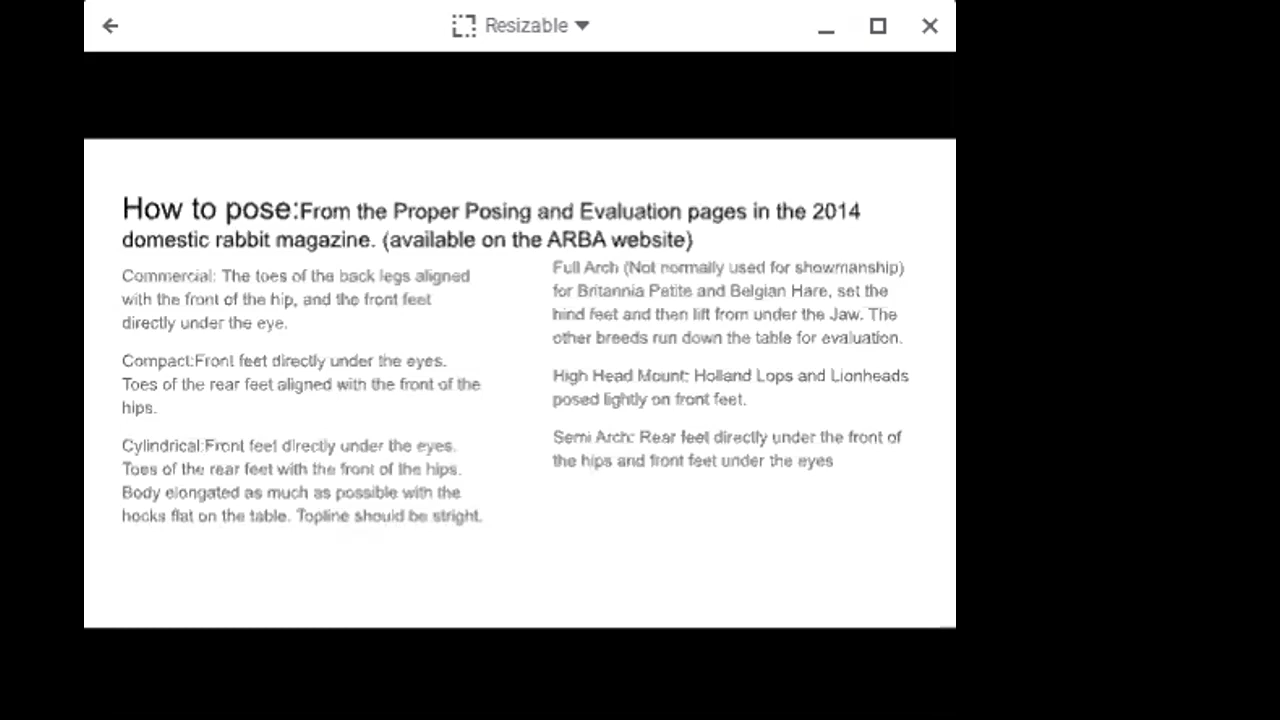 Resizable
How to pose:From the Proper Posing and Evaluation pages in the 2014
domestic rabbit magazine. (available on the ARBA website)
Commercial: The toes of the back legs aligned
with the front of the hip, and the front feet
directly under the eye.
Compact:Front feet directly under the eyes.
Toes of the rear feet aligned with the front of the
hips.
Cylindrical:Front feet directly under the eyes.
Toes of the rear feet with the front of the hips.
Body elongated as much as possible with the
hocks flat on the table. Topline should be stright.
Full Arch (Not normally used for showmanship)
for Britannia Petite and Belgian Hare, set the
hind feet and then lift from under the Jaw. The
other breeds run down the table for evaluation.
High Head Mount: Holland Lops and Lionheads
posed lightly on front feet.
Semi Arch: Rear feet directly under the front of
the hips and front feet under the eyes